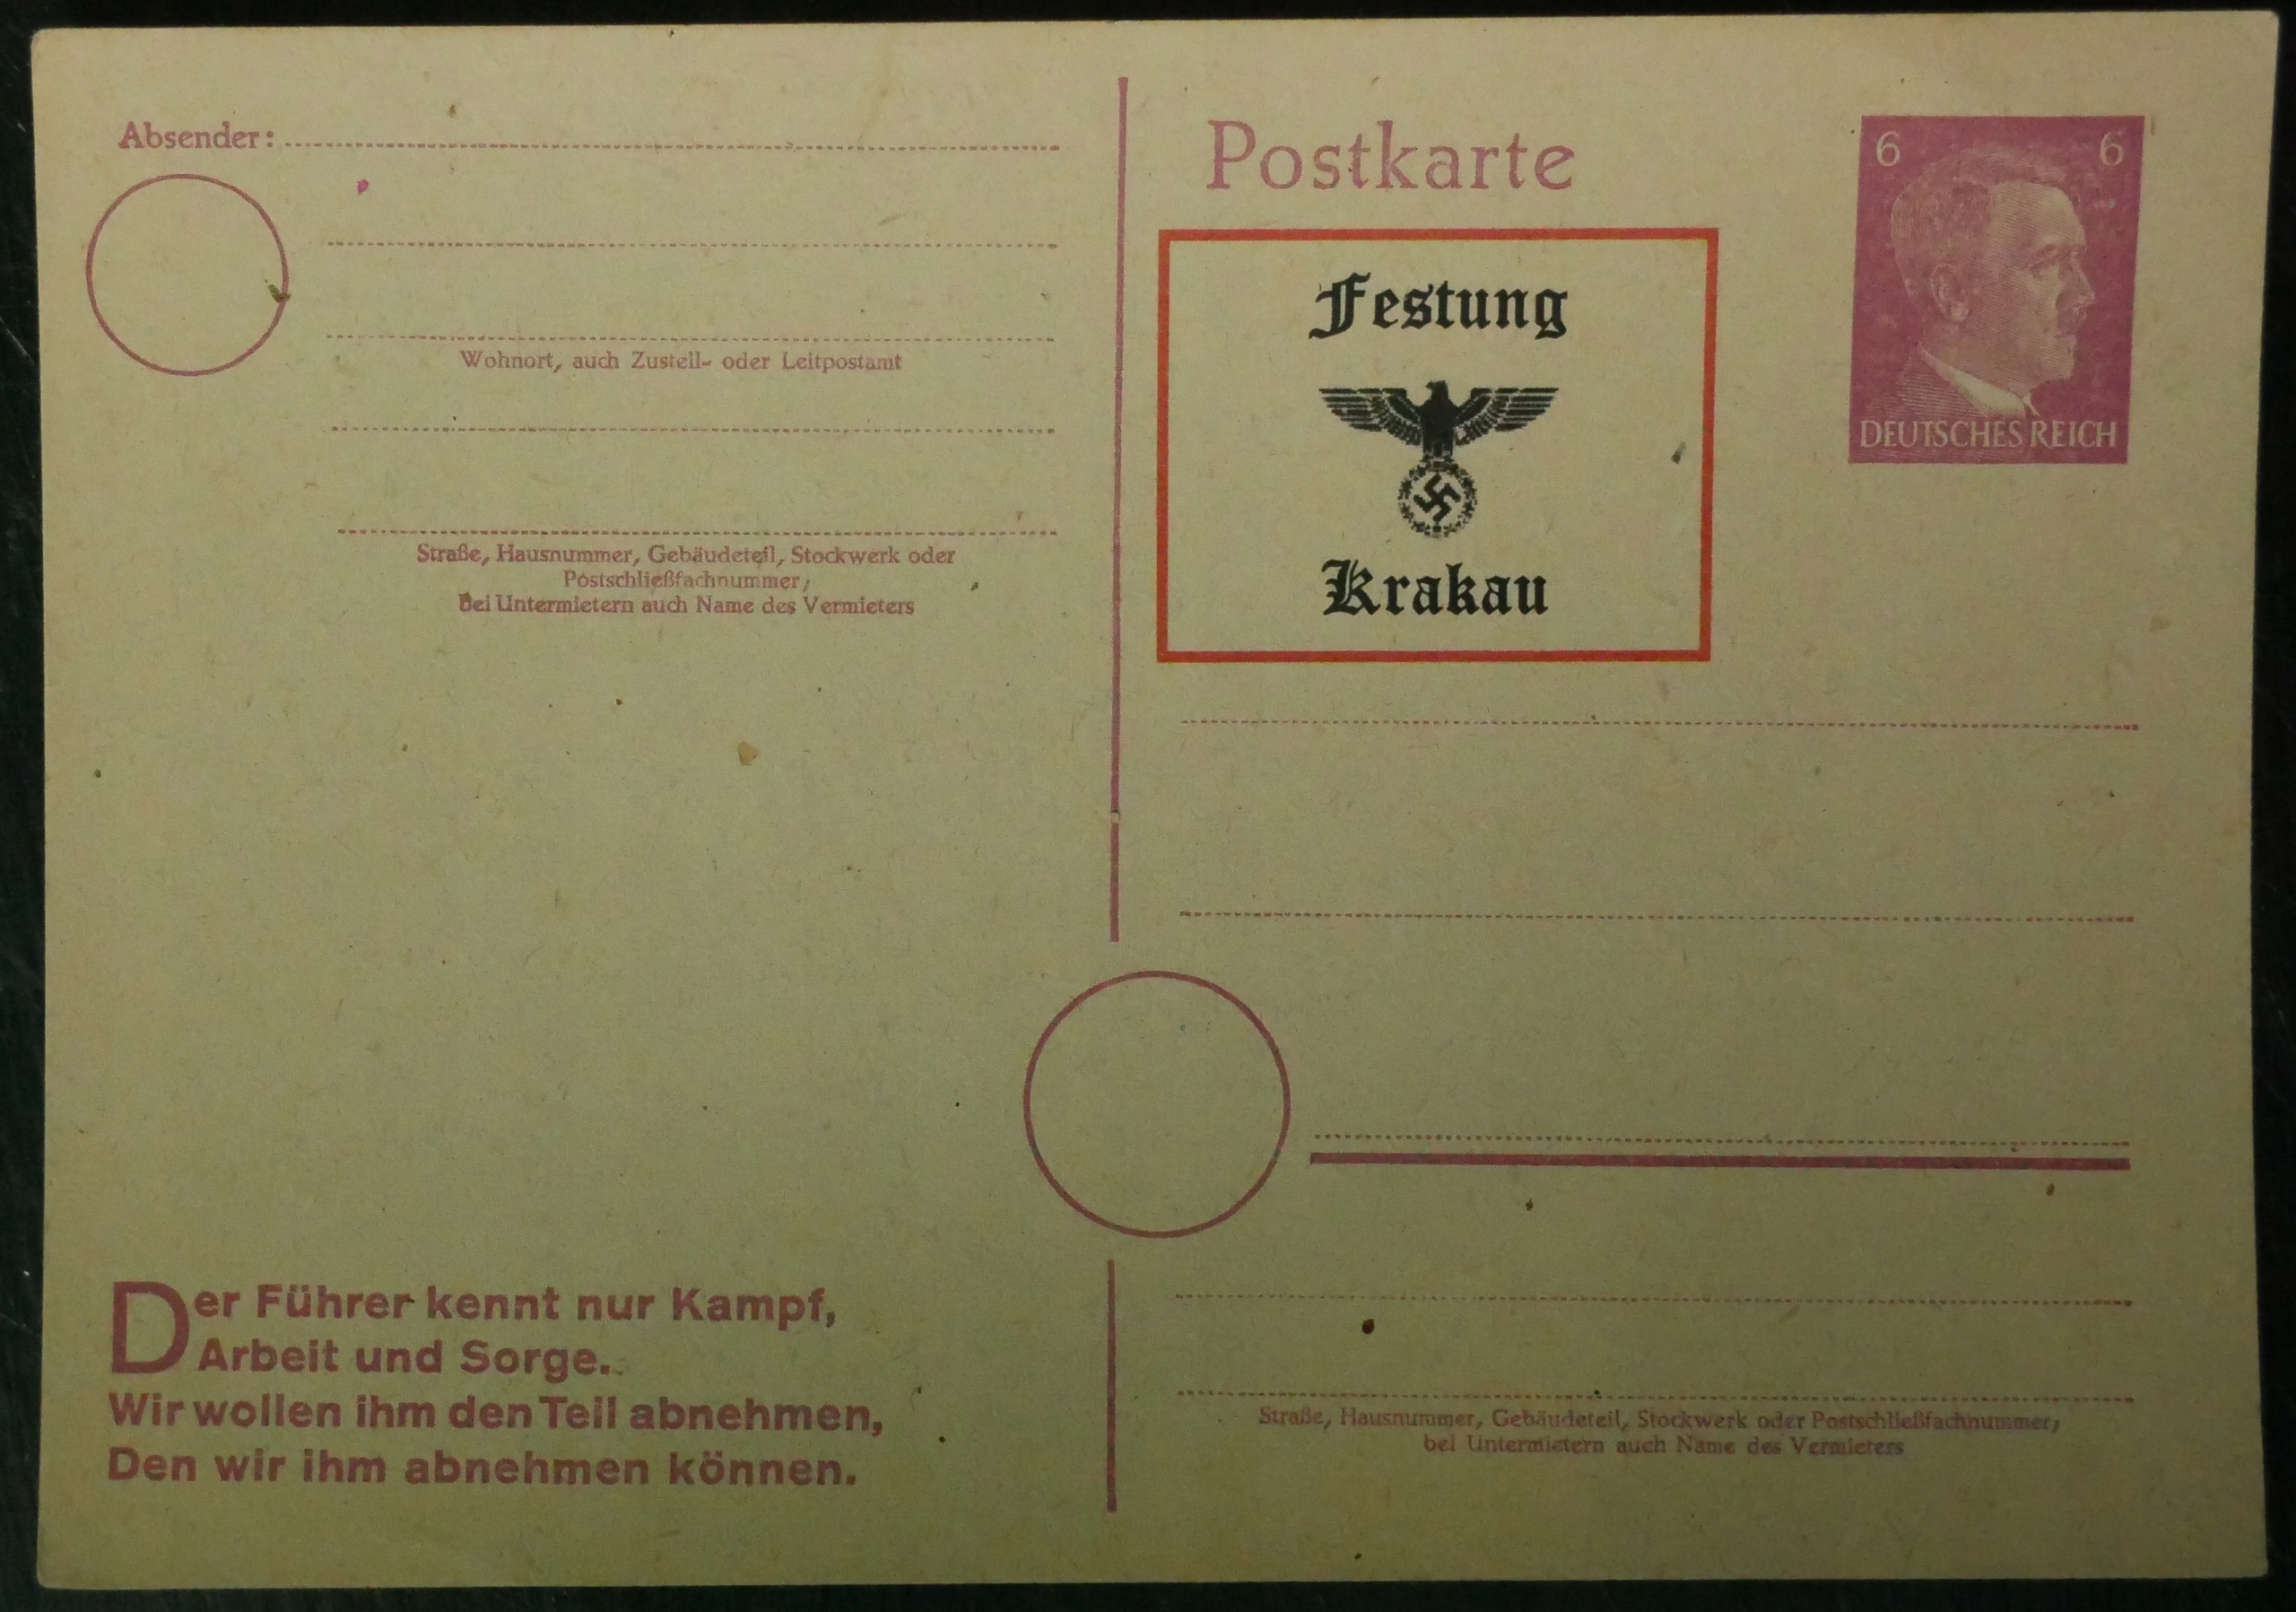 Absender:
Wohnort, auch Zustell- oder Leitpostamt
Straße, Hausnummer, Gebäudeteil, Stockwerk oder
Postschließfachnummer;
bei Untermietern auch Name des Vermieters
Der Führer kennt nur Kampf,
Arbeit und Sorge.
Wir wollen ihm den Teil abnehmen,
Den wir ihm abnehmen können.
Postkarte
6 6
DEUTSCHES REICH
Festung
Krakau
Straße, Hausnummer, Gebäudeteil, Stockwerk oder Postschließfachnummer;
bei Untermietern auch Name des Vermieters